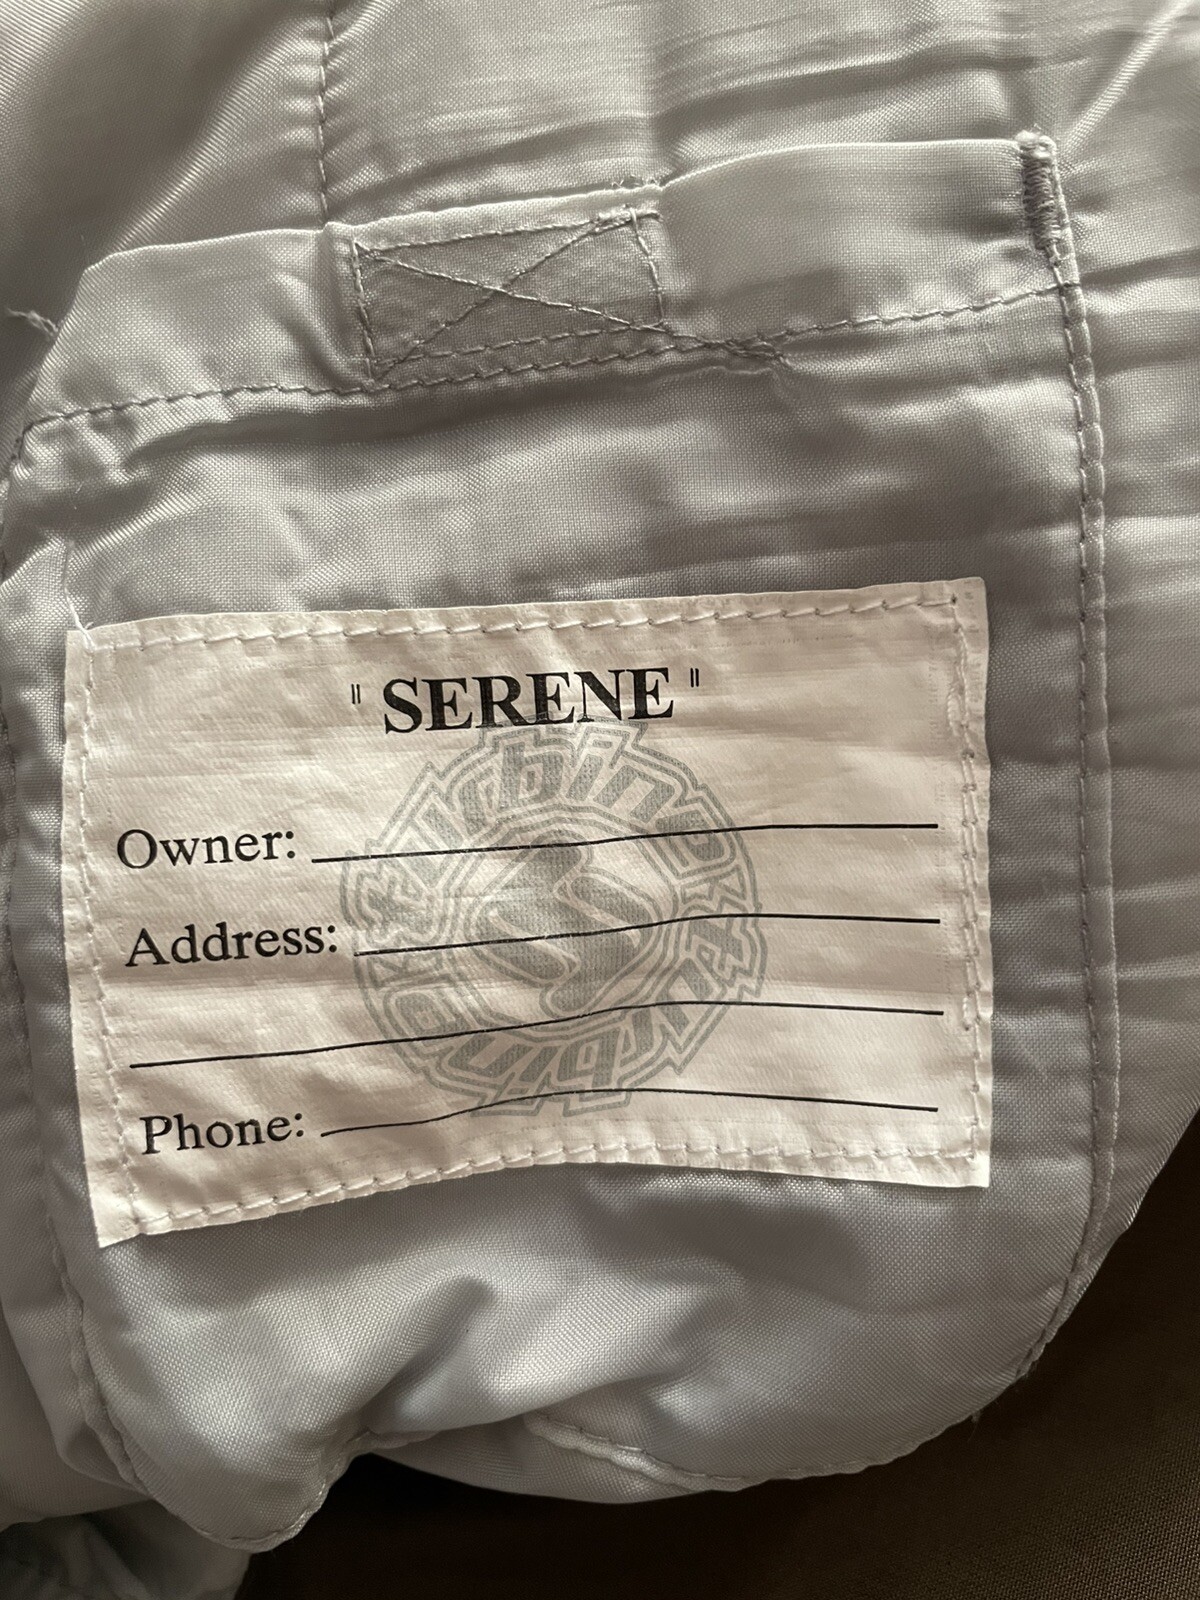 " SERENE "
Owner:
Address:
Phone: